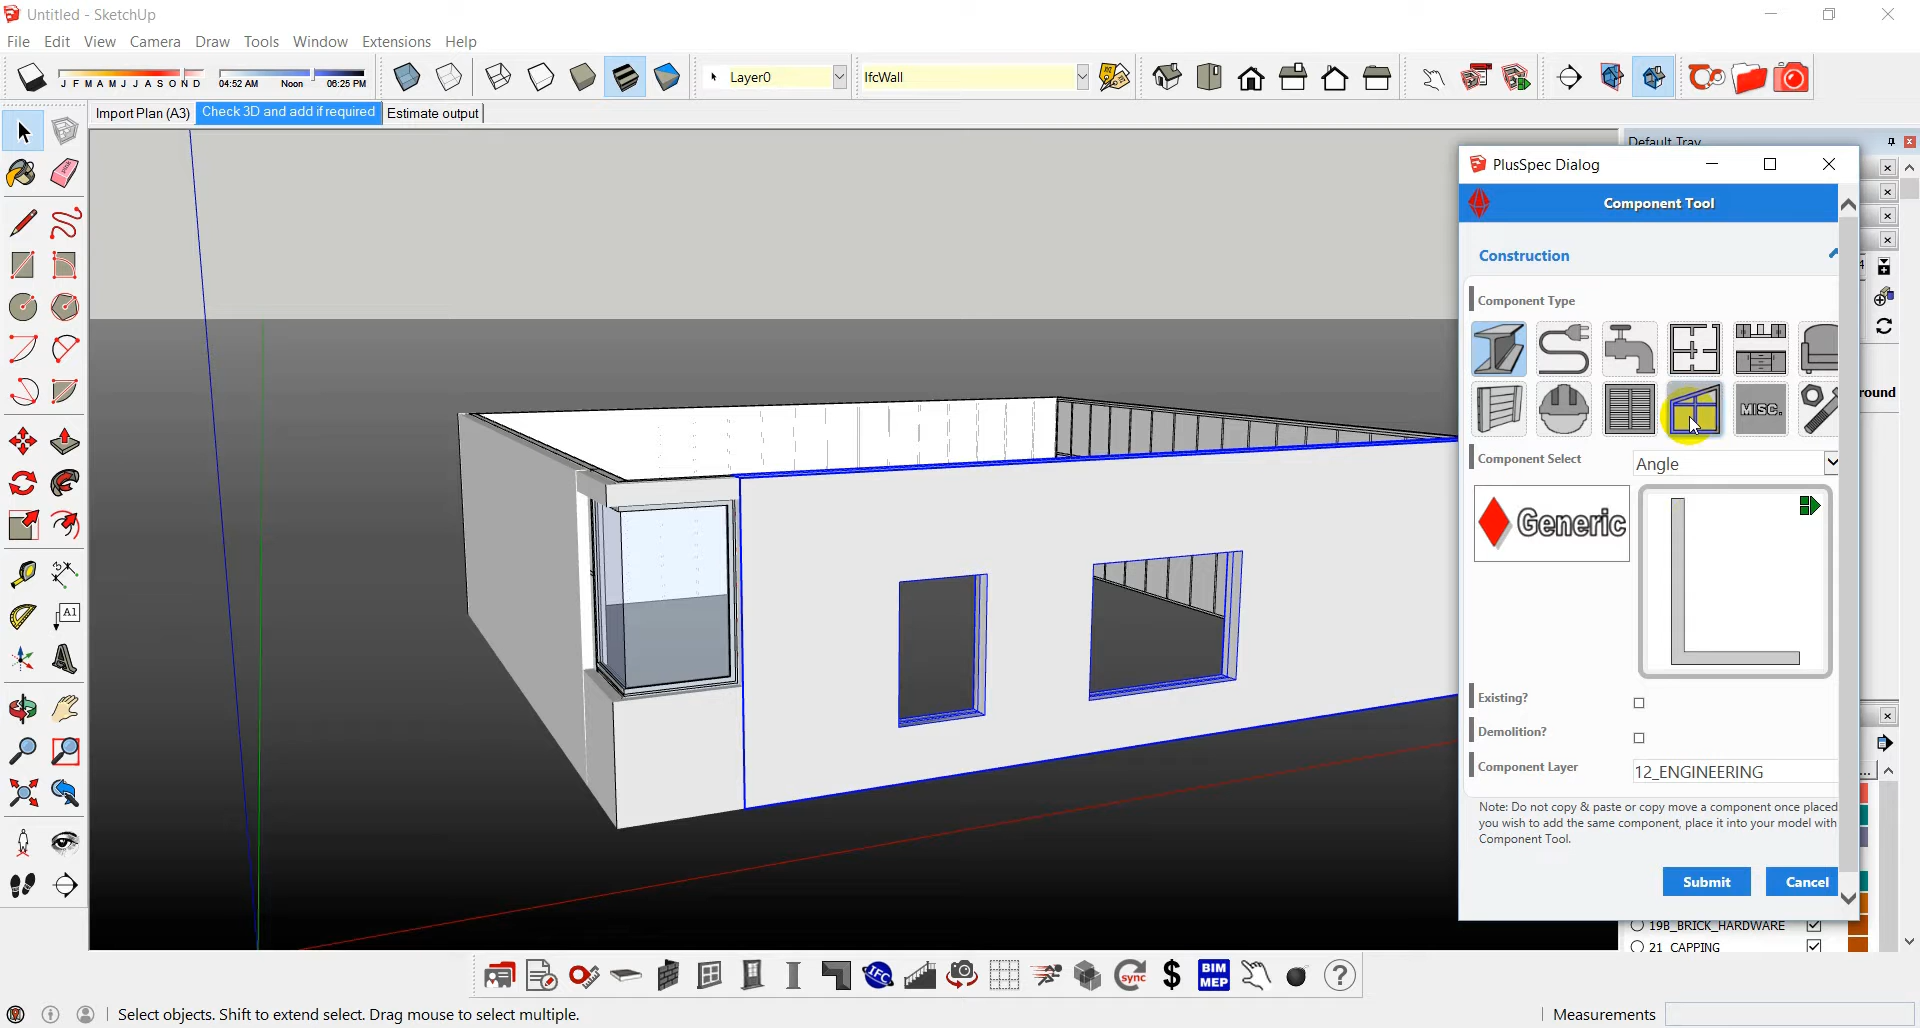 Untitled - SketchUp
File Edit View Camera Draw Tools Window Extensions Help
J F M A M J J A S O N D
04:52 AM Noon 06:25 PM
Layer0
IfcWall
Import Plan (A3) Check 3D and add if required Estimate output
Default Tray
PlusSpec Dialog
Component Tool
Construction
Component Type
MISC.
round
Component Select
Angle
Generic
Existing?
Demolition?
Component Layer
12_ENGINEERING
Note: Do not copy & paste or copy move a component once placed
you wish to add the same component, place it into your model with
Component Tool.
Submit Cancel
19B_BRICK_HARDWARE
21 CAPPING
A1
IFC
sync
$
BIM
MEP
?
Select objects. Shift to extend select. Drag mouse to select multiple.
Measurements